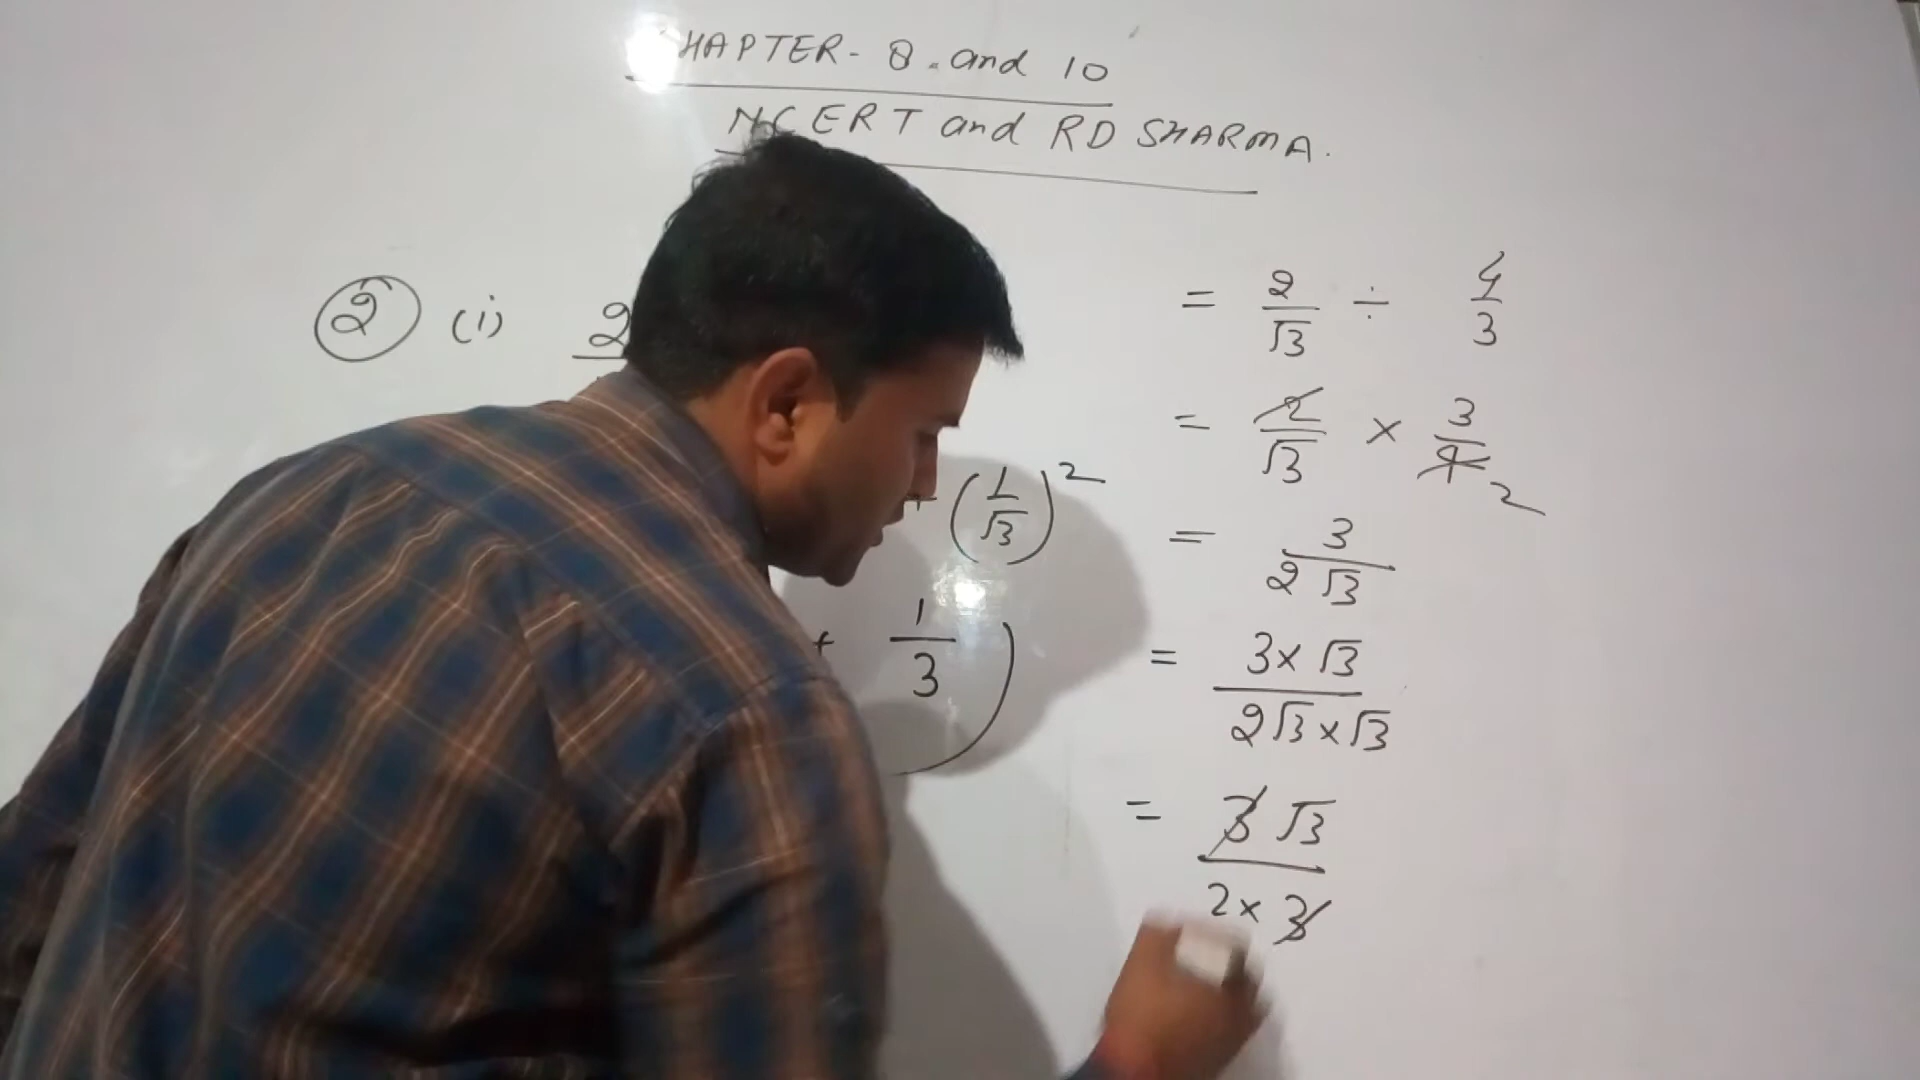 CHAPTER - 8 and 10
NCERT and RD SHARMA.
2 (i) 2
+ (1/√3)²
+ 1/3 )
= 2/√3 ÷ 4/3
= 2/√3 × 3/4 2
= 3/2√3
= 3×√3/2√3×√3
= 3√3/2×3